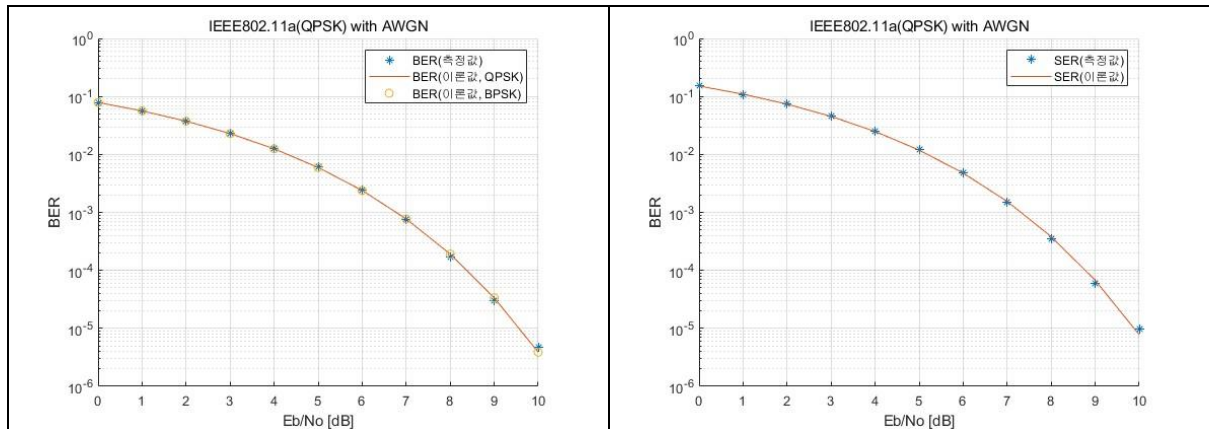 IEEE802.11a(QPSK) with AWGN
BER(측정값)
BER(이론값, QPSK)
BER(이론값, BPSK)
10^0
10^-1
10^-2
10^-3
10^-4
10^-5
10^-6
BER
0 1 2 3 4 5 6 7 8 9 10
Eb/No [dB]
IEEE802.11a(QPSK) with AWGN
SER(측정값)
SER(이론값)
10^0
10^-1
10^-2
10^-3
10^-4
10^-5
10^-6
BER
0 1 2 3 4 5 6 7 8 9 10
Eb/No [dB]